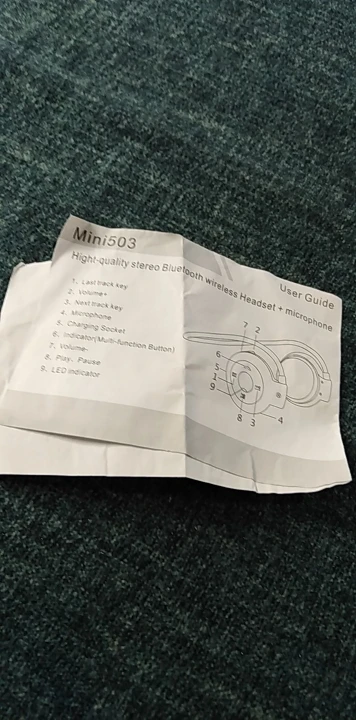 Mini503
User Guide
Hight-quality stereo Bluetooth wireless Headset + microphone
1、Last track key
2、Volume+
3、Next track key
4、Microphone
5、Charging Socket
6、Indicator(Multi-function Button)
7、Volume-
8、Play、Pause
9、LED indicator
7 2
6
5
1
9
8 3 4